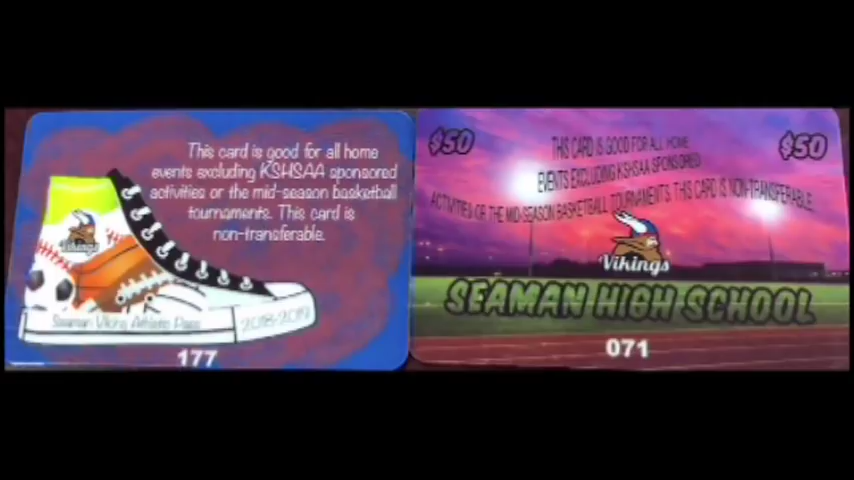 This card is good for all home
events excluding KSHSAA sponsored
activities or the mid-season basketball
tournaments. This card is
non-transferable.
Vikings
Seaman Viking Athletic Pass
2018-2019
177
$50
$50
THIS CARD IS GOOD FOR ALL HOME
EVENTS EXCLUDING KSHSAA SPONSORED
ACTIVITIES OR THE MID-SEASON BASKETBALL TOURNAMENTS. THIS CARD IS NON-TRANSFERABLE.
Vikings
SEAMAN HIGH SCHOOL
071